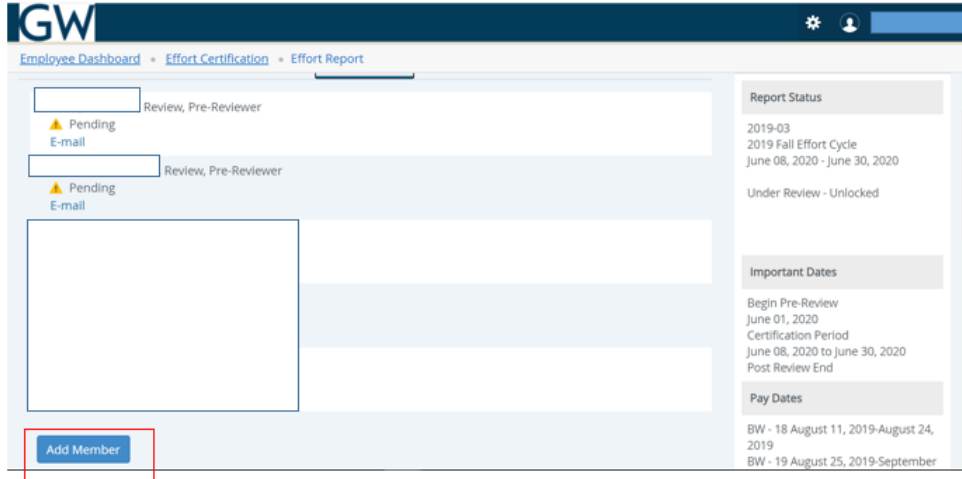 GW
Employee Dashboard • Effort Certification • Effort Report
Review, Pre-Reviewer
Pending
E-mail
Review, Pre-Reviewer
Pending
E-mail
Add Member
Report Status
2019-03
2019 Fall Effort Cycle
June 08, 2020 - June 30, 2020
Under Review - Unlocked
Important Dates
Begin Pre-Review
June 01, 2020
Certification Period
June 08, 2020 to June 30, 2020
Post Review End
Pay Dates
BW - 18 August 11, 2019-August 24,
2019
BW - 19 August 25, 2019-September